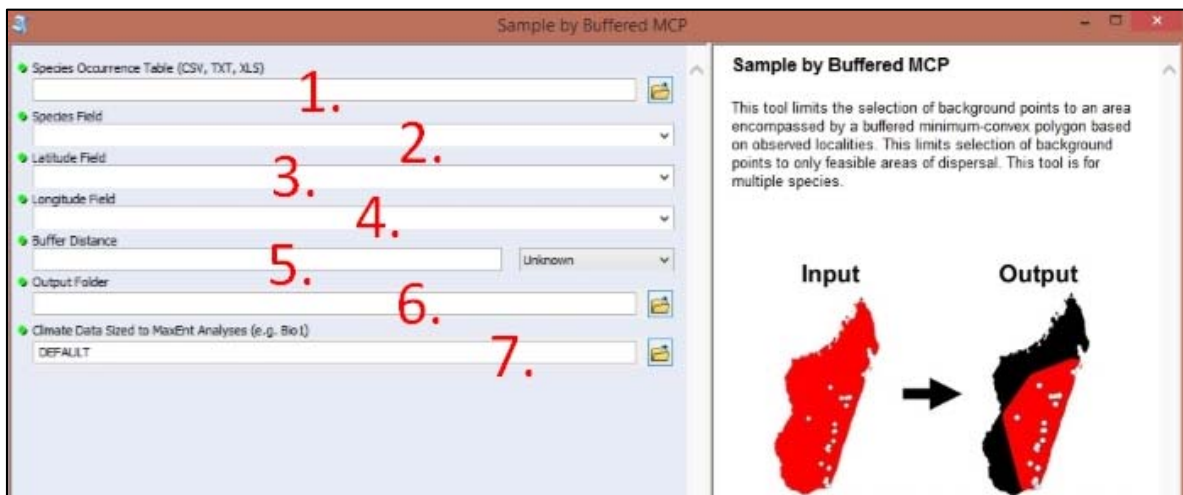 Sample by Buffered MCP
Species Occurrence Table (CSV, TXT, XLS)
1.
Species Field
2.
Latitude Field
3.
Longitude Field
4.
Buffer Distance
5.
Unknown
Output Folder
6.
Climate Data Sized to MaxEnt Analyses (e.g. Bio1)
DEFAULT
7.
Sample by Buffered MCP
This tool limits the selection of background points to an area
encompassed by a buffered minimum-convex polygon based
on observed localities. This limits selection of background
points to only feasible areas of dispersal. This tool is for
multiple species.
Input
Output